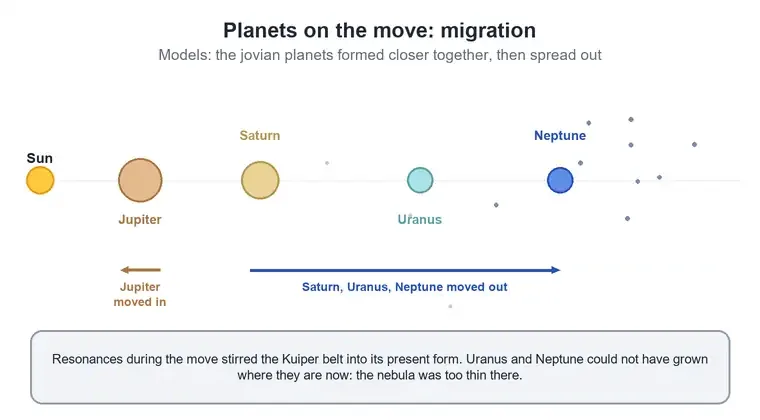 Planets on the move: migration
Models: the jovian planets formed closer together, then spread out
Saturn
Neptune
Sun
Jupiter
Uranus
Jupiter
moved in
Saturn, Uranus, Neptune moved out
Resonances during the move stirred the Kuiper belt into its present form. Uranus and Neptune could not have grown
where they are now: the nebula was too thin there.